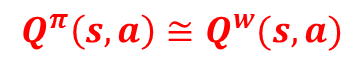 Q^π(s, a) ≅ Q^w(s, a)